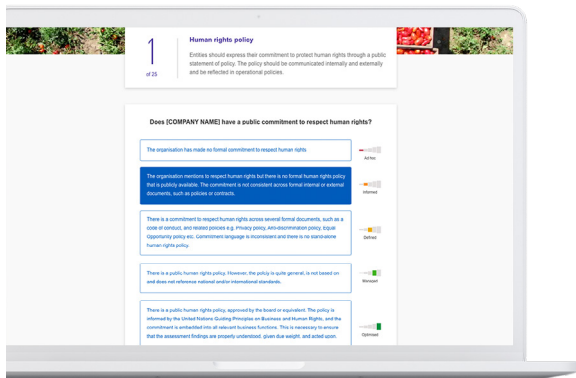 1
of 25
Human rights policy
Entities should express their commitment to protect human rights through a public
statement of policy. The policy should be communicated internally and externally
and be reflected in operational policies.
Does [COMPANY NAME] have a public commitment to respect human rights?
The organisation has made no formal commitment to respect human rights
Ad hoc
The organisation mentions to respect human rights but there is no formal human rights policy
that is publicly available. The commitment is not consistent across formal internal or external
documents, such as policies or contracts.
Informed
There is a commitment to respect human rights across several formal documents, such as a
code of conduct, and related policies e.g. Privacy policy, Anti-discrimination policy, Equal
Opportunity policy etc. Commitment language is inconsistent and there is no stand-alone
human rights policy.
Defined
There is a public human rights policy. However, the policy is quite general, is not based on
and does not reference national and/or international standards.
Managed
There is a public human rights policy, approved by the board or equivalent. The policy is
informed by the United Nations Guiding Principles on Business and Human Rights, and the
commitment is embedded into all relevant business functions. This is necessary to ensure
that the assessment findings are properly understood, given due weight, and acted upon.
Optimised